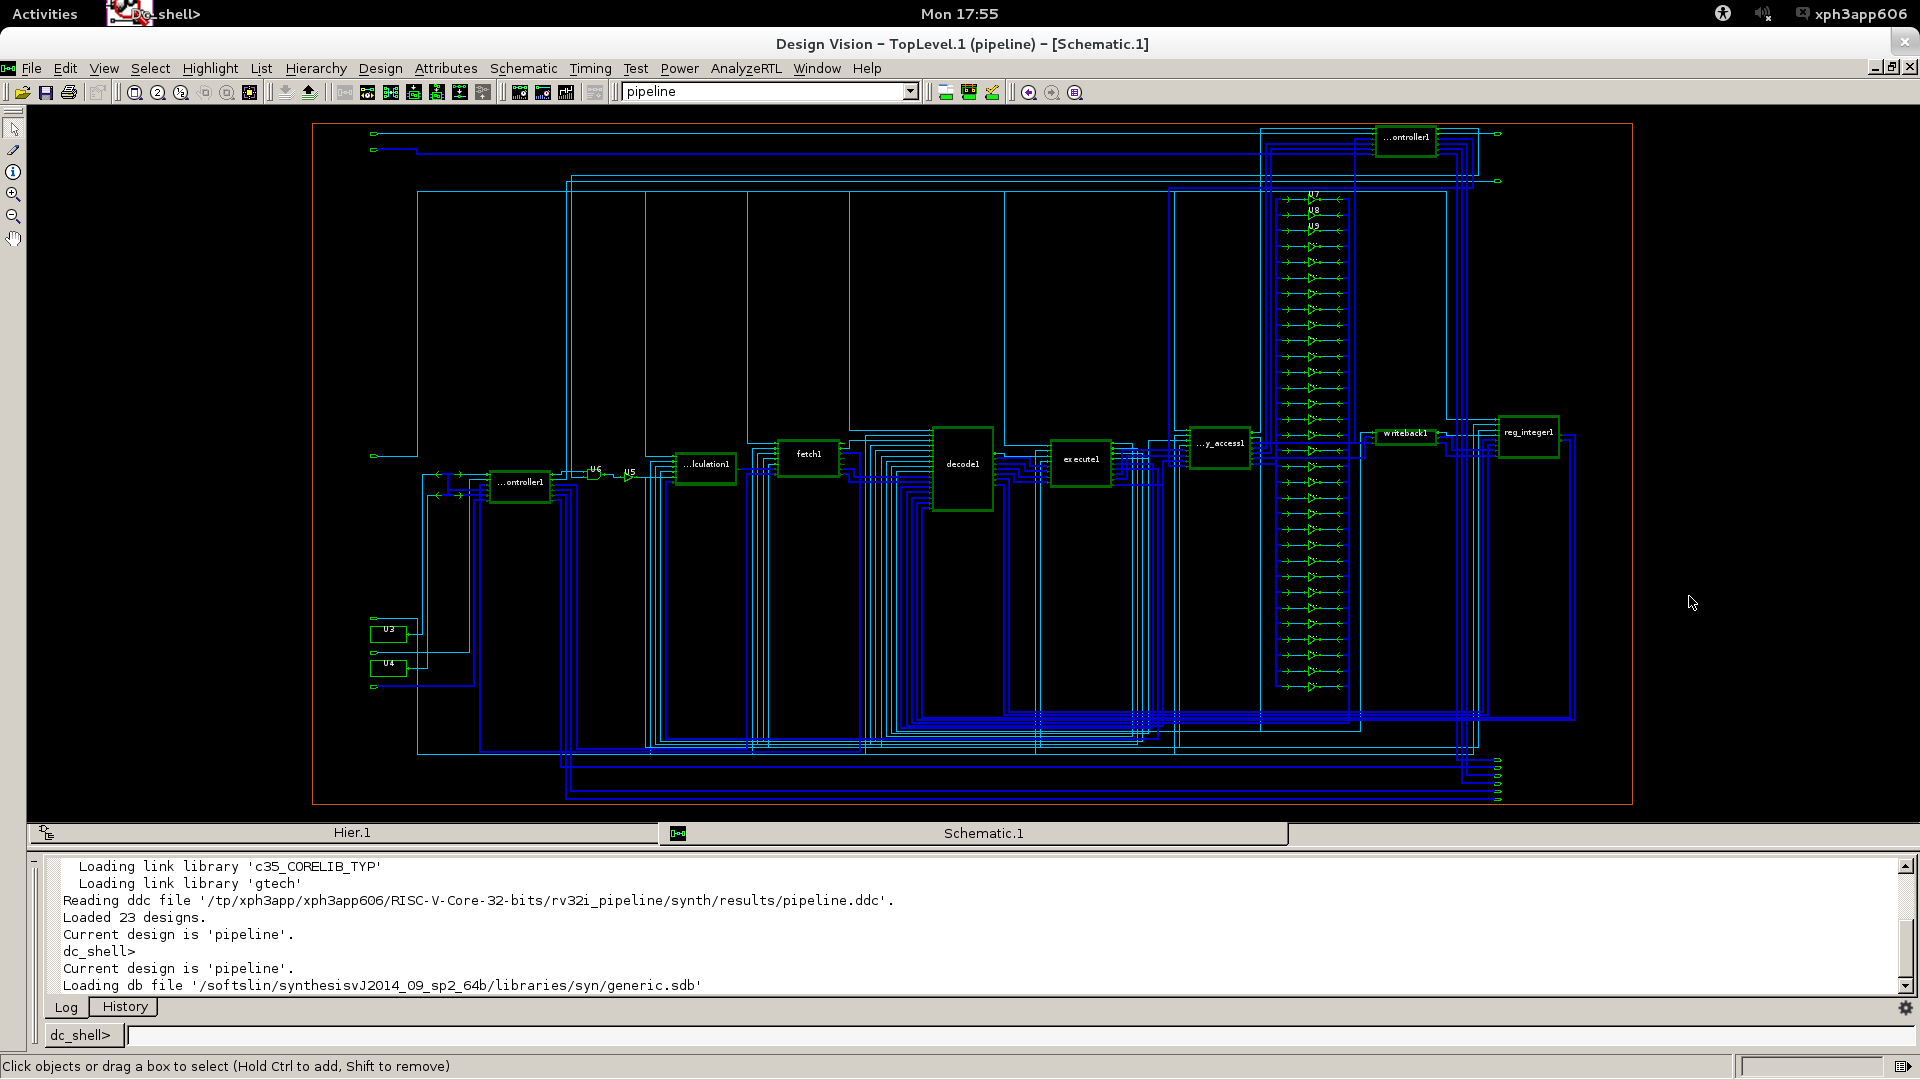 Activities
Dc_shell>
Mon 17:55
xph3app606
Design Vision - TopLevel.1 (pipeline) - [Schematic.1]
File Edit View Select Highlight List Hierarchy Design Attributes Schematic Timing Test Power AnalyzeRTL Window Help
pipeline
...ontroller1
U7
U8
U9
...ontroller1
U6
U5
...lculation1
fetch1
decode1
execute1
...y_access1
writeback1
reg_integer1
U3
U4
Hier.1
Schematic.1
Loading link library 'c35_CORELIB_TYP'
Loading link library 'gtech'
Reading ddc file '/tp/xph3app/xph3app606/RISC-V-Core-32-bits/rv32i_pipeline/synth/results/pipeline.ddc'.
Loaded 23 designs.
Current design is 'pipeline'.
dc_shell>
Current design is 'pipeline'.
Loading db file '/softslin/synthesisvJ2014_09_sp2_64b/libraries/syn/generic.sdb'
Log History
dc_shell>
Click objects or drag a box to select (Hold Ctrl to add, Shift to remove)